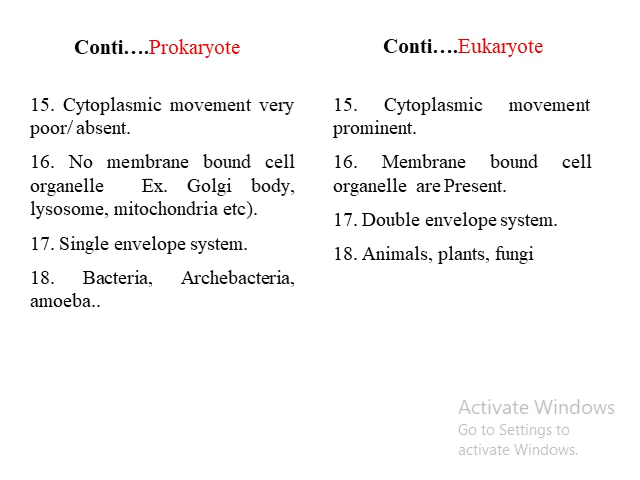 Conti….Prokaryote
15. Cytoplasmic movement very
poor/ absent.
16. No membrane bound cell
organelle Ex. Golgi body,
lysosome, mitochondria etc).
17. Single envelope system.
18. Bacteria, Archebacteria,
amoeba..
Conti….Eukaryote
15. Cytoplasmic movement
prominent.
16. Membrane bound cell
organelle are Present.
17. Double envelope system.
18. Animals, plants, fungi
Activate Windows
Go to Settings to
activate Windows.